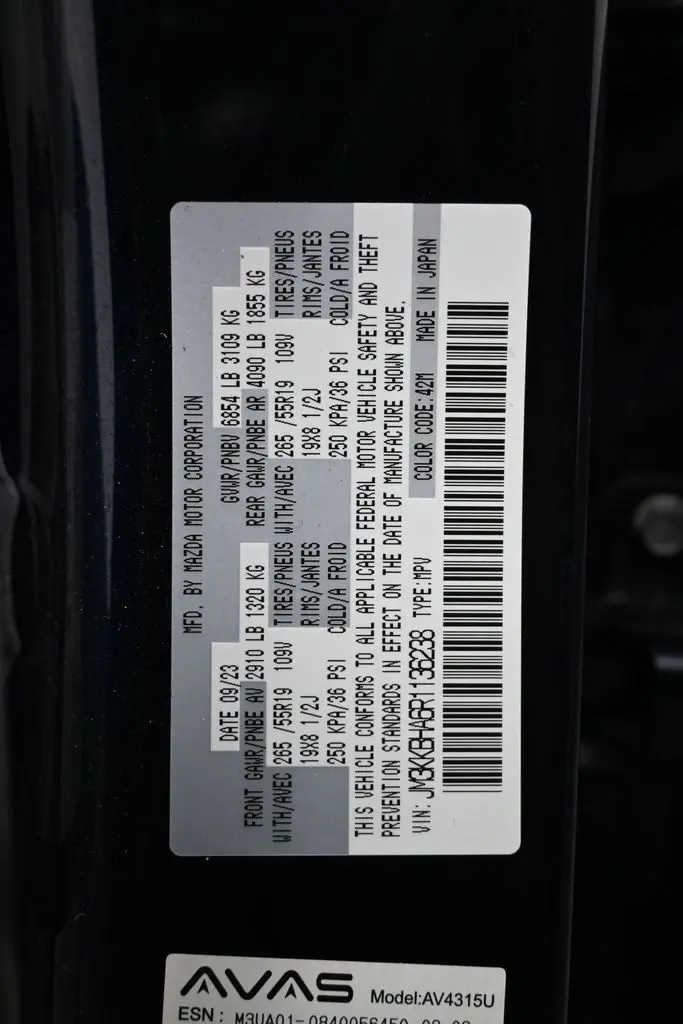 MFD. BY MAZDA MOTOR CORPORATION
DATE 09/23 GVWR/PNBV 6854 LB 3109 KG
FRONT GAWR/PNBE AV 2910 LB 1320 KG REAR GAWR/PNBE AR 4090 LB 1855 KG
WITH/AVEC 265 /55R19 109V TIRES/PNEUS WITH/AVEC 265 /55R19 109V TIRES/PNEUS
19X8 1/2J RIMS/JANTES 19X8 1/2J RIMS/JANTES
250 KPA/36 PSI COLD/A FROID 250 KPA/36 PSI COLD/A FROID
THIS VEHICLE CONFORMS TO ALL APPLICABLE FEDERAL MOTOR VEHICLE SAFETY AND THEFT
PREVENTION STANDARDS IN EFFECT ON THE DATE OF MANUFACTURE SHOWN ABOVE.
VIN: JM3KKBHA6R1136238 TYPE:MPV COLOR CODE:42M MADE IN JAPAN
AVAS Model:AV4315U
ESN: M3UA01-0840056450